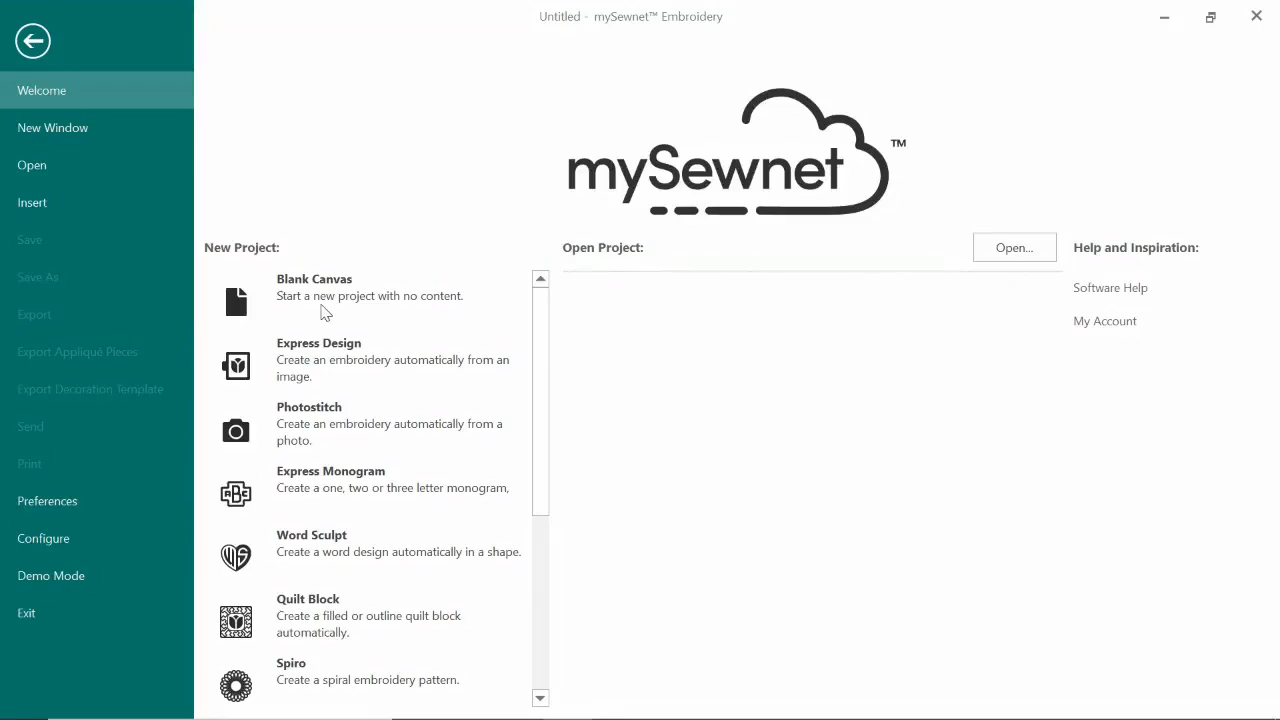 Untitled - mySewnet™ Embroidery
Welcome
New Window
Open
Insert
Save
Save As
Export
Export Appliqué Pieces
Export Decoration Template
Send
Print
Preferences
Configure
Demo Mode
Exit
mySewnet™
New Project:
Blank Canvas
Start a new project with no content.
Express Design
Create an embroidery automatically from an
image.
Photostitch
Create an embroidery automatically from a
photo.
ABC
Express Monogram
Create a one, two or three letter monogram,
Word Sculpt
Create a word design automatically in a shape.
Quilt Block
Create a filled or outline quilt block
automatically.
Spiro
Create a spiral embroidery pattern.
Open Project:
Open...
Help and Inspiration:
Software Help
My Account